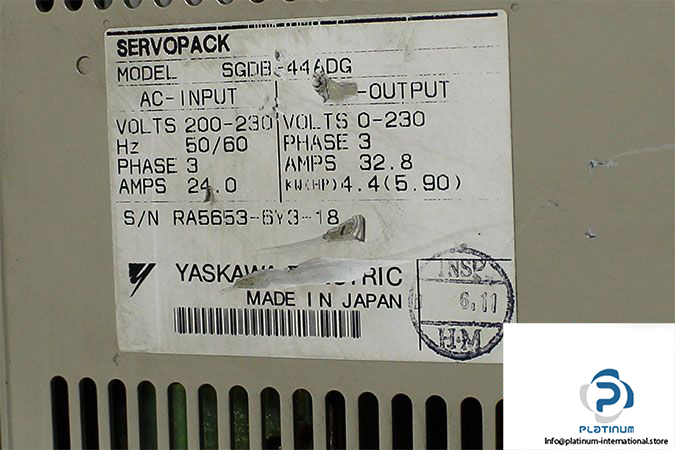 SERVOPACK
MODEL SGDB-44ADG
AC-INPUT
VOLTS 200-230
Hz 50/60
PHASE 3
AMPS 24.0
-OUTPUT
VOLTS 0-230
PHASE 3
AMPS 32.8
KW(HP) 4.4(5.90)
S/N RA5653-6Y3-18
YASKAWA
MADE IN JAPAN
INSP.
6.11
H.M
PLATINUM
Info@platinum-international.store